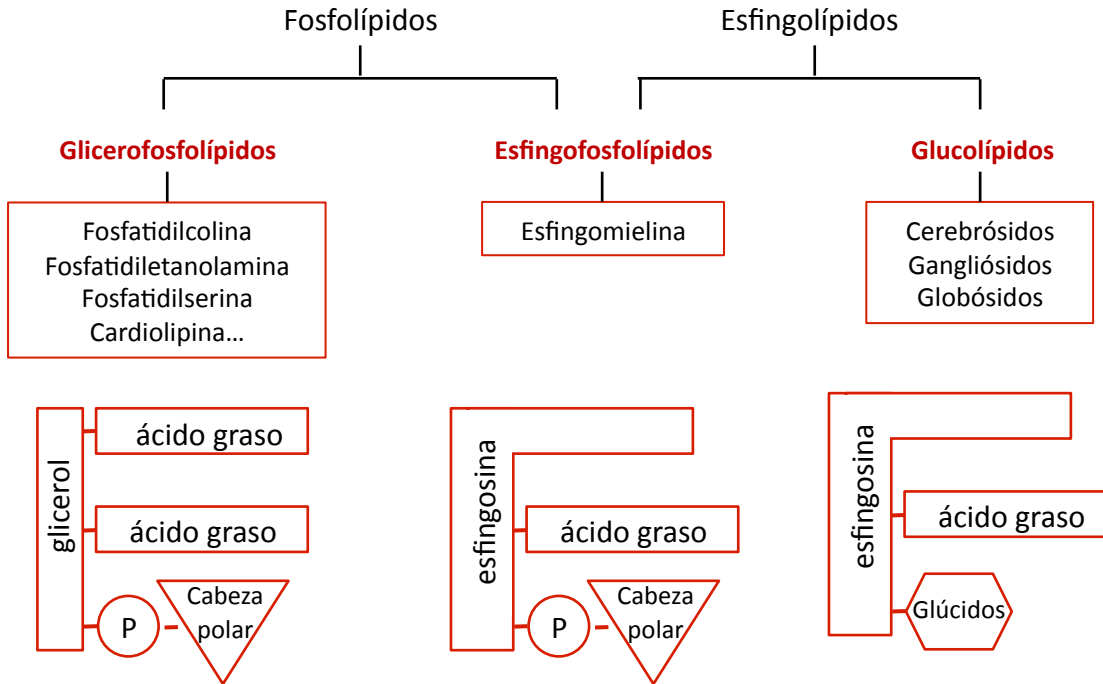 Fosfolípidos
Esfingolípidos
Glicerofosfolípidos
Esfingofosfolípidos
Glucolípidos
Fosfatidilcolina
Fosfatidiletanolamina
Fosfatidilserina
Cardiolipina...
Esfingomielina
Cerebrósidos
Gangliósidos
Globósidos
glicerol
ácido graso
ácido graso
P
Cabeza
polar
esfingosina
ácido graso
P
Cabeza
polar
esfingosina
ácido graso
Glúcidos